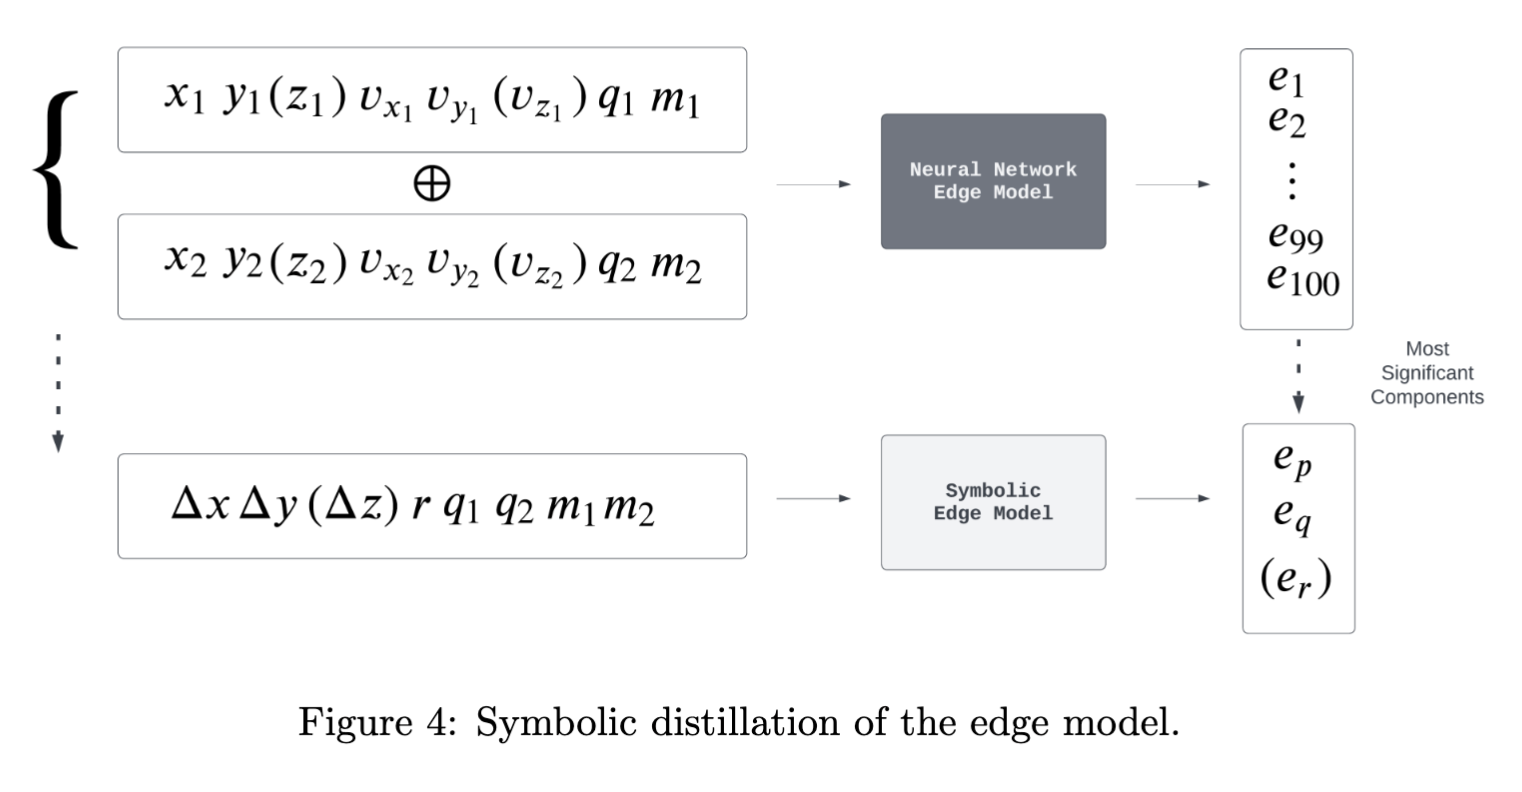 x₁ y₁(z₁) v_{x₁} v_{y₁} (v_{z₁}) q₁ m₁
⊕
x₂ y₂(z₂) v_{x₂} v_{y₂} (v_{z₂}) q₂ m₂
Neural Network
Edge Model
e₁
e₂
⋮
e₉₉
e₁₀₀
Most
Significant
Components
Δx Δy (Δz) r q₁ q₂ m₁m₂
Symbolic
Edge Model
e_p
e_q
(e_r)
Figure 4: Symbolic distillation of the edge model.